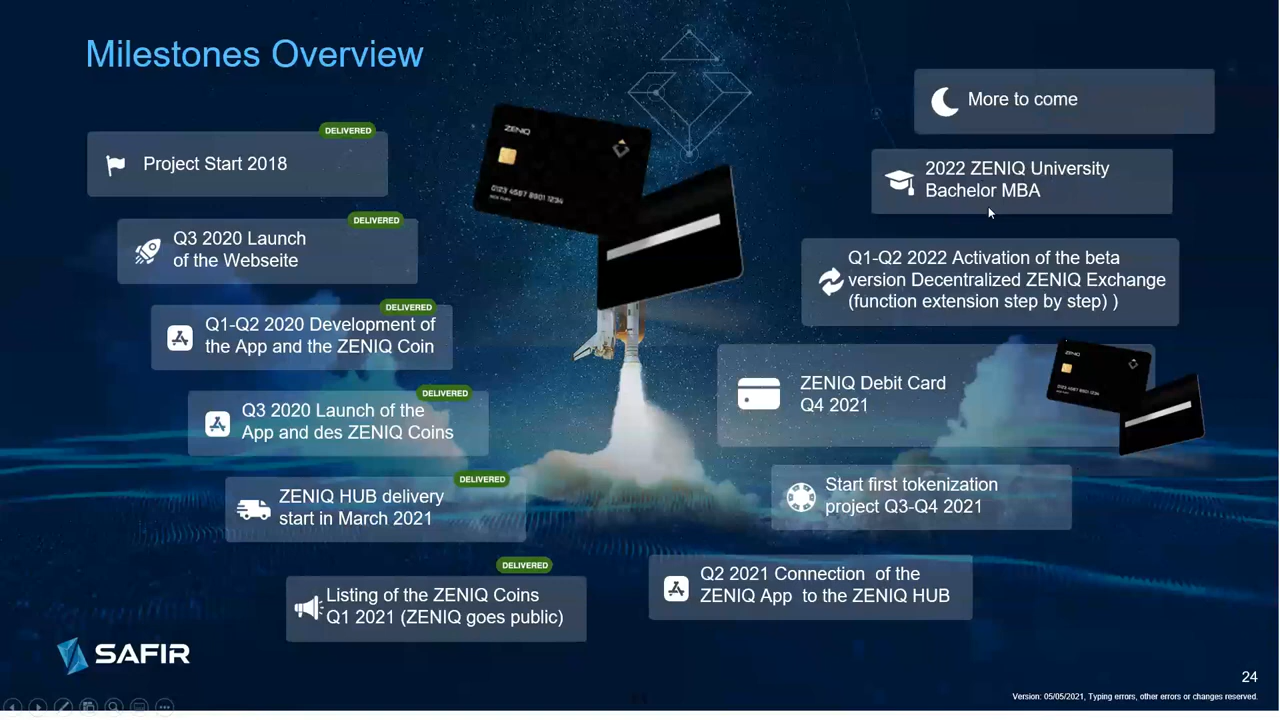 Milestones Overview
DELIVERED
Project Start 2018
DELIVERED
Q3 2020 Launch
of the Webseite
DELIVERED
Q1-Q2 2020 Development of
the App and the ZENIQ Coin
DELIVERED
Q3 2020 Launch of the
App and des ZENIQ Coins
DELIVERED
ZENIQ HUB delivery
start in March 2021
DELIVERED
Listing of the ZENIQ Coins
Q1 2021 (ZENIQ goes public)
ZENIQ
0123 4567 8901 1234
More to come
2022 ZENIQ University
Bachelor MBA
Q1-Q2 2022 Activation of the beta
version Decentralized ZENIQ Exchange
(function extension step by step) )
ZENIQ Debit Card
Q4 2021
ZENIQ
Start first tokenization
project Q3-Q4 2021
Q2 2021 Connection of the
ZENIQ App to the ZENIQ HUB
SAFIR
24
Version: 05/05/2021, Typing errors, other errors or changes reserved.